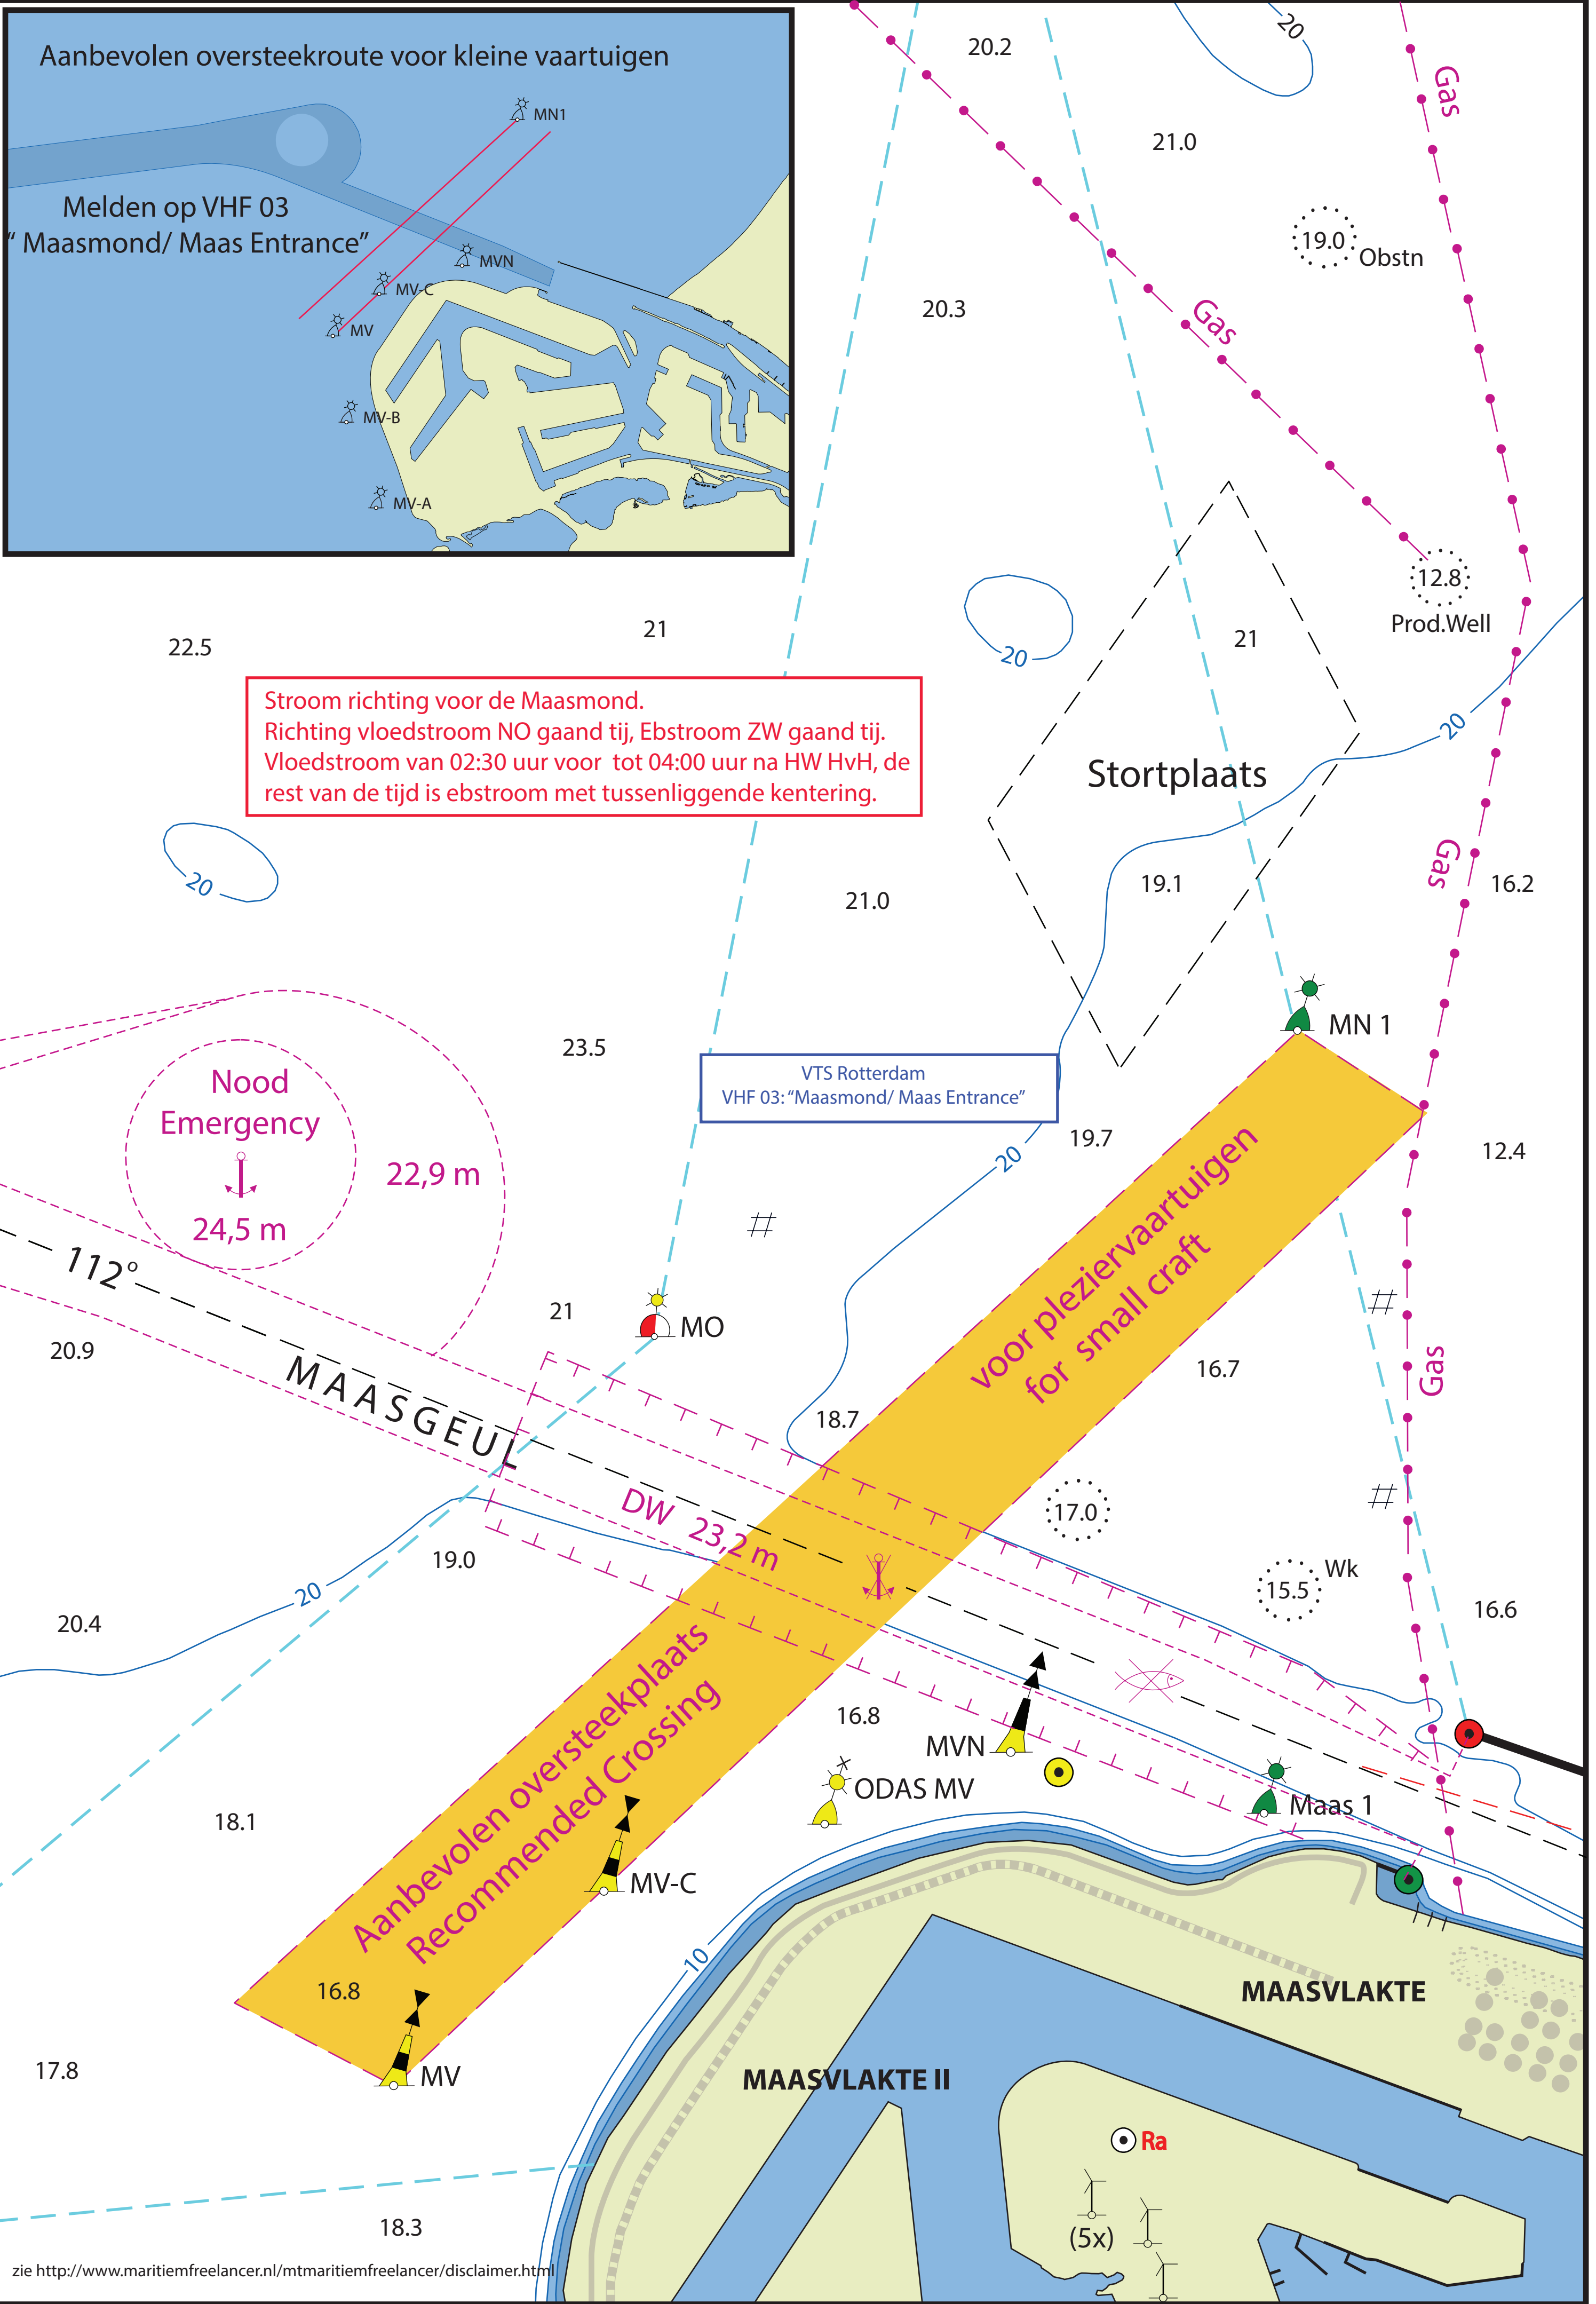 Aanbevolen oversteekroute voor kleine vaartuigen
MN1
Melden op VHF 03
“ Maasmond/ Maas Entrance”
MVN
MV-C
MV
MV-B
MV-A
20.2
20
Gas
21.0
19.0
Obstn
20.3
Gas
12.8
Prod.Well
22.5
21
20
21
Stroom richting voor de Maasmond.
Richting vloedstroom NO gaand tij, Ebstroom ZW gaand tij.
Vloedstroom van 02:30 uur voor tot 04:00 uur na HW HvH, de
rest van de tijd is ebstroom met tussenliggende kentering.
20
Stortplaats
Gas
20
21.0
19.1
16.2
23.5
MN 1
VTS Rotterdam
VHF 03: “Maasmond/ Maas Entrance”
Nood
Emergency
24,5 m
22,9 m
19.7
20
12.4
112°
21
MO
20.9
MAASGEUL
voor pleziervaartuigen
for small craft
16.7
Gas
18.7
DW 23,2 m
17.0
19.0
20
15.5
Wk
20.4
16.6
Aanbevolen oversteekplaats
Recommended Crossing
16.8
MVN
ODAS MV
Maas 1
18.1
MV-C
10
16.8
MAASVLAKTE
17.8
MV
MAASVLAKTE II
Ra
18.3
(5x)
zie http://www.maritiemfreelancer.nl/mtmaritiemfreelancer/disclaimer.html